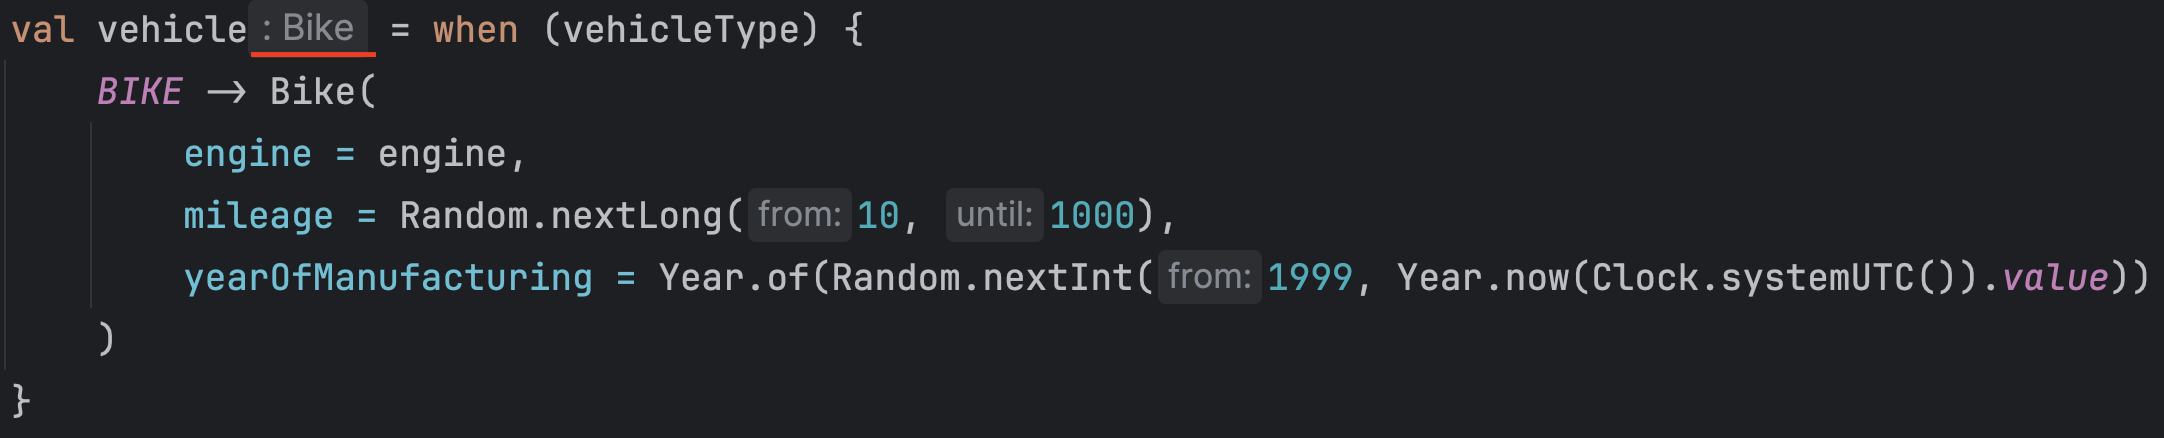 val vehicle : Bike = when (vehicleType) {
    BIKE -> Bike(
        engine = engine,
        mileage = Random.nextLong( from: 10, until: 1000),
        yearOfManufacturing = Year.of(Random.nextInt( from: 1999, Year.now(Clock.systemUTC()).value))
    )
}